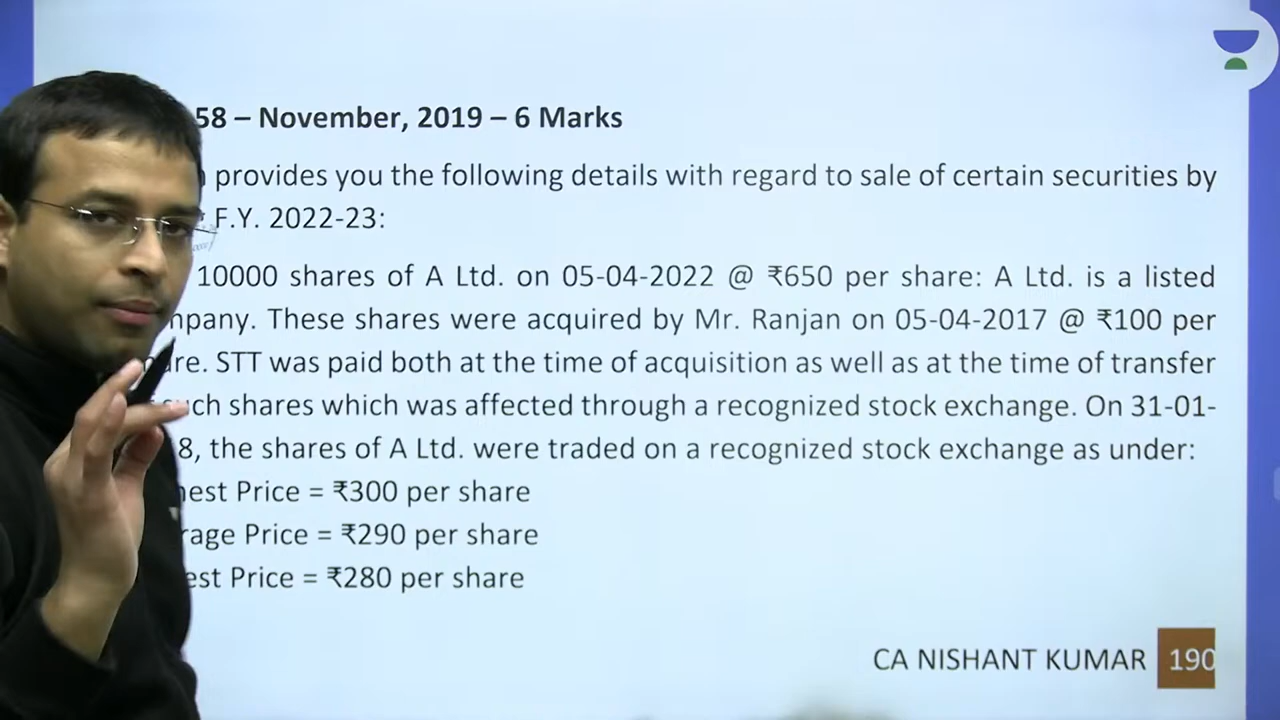 58 – November, 2019 – 6 Marks
provides you the following details with regard to sale of certain securities by
F.Y. 2022-23:
10000 shares of A Ltd. on 05-04-2022 @ ₹650 per share: A Ltd. is a listed
mpany. These shares were acquired by Mr. Ranjan on 05-04-2017 @ ₹100 per
are. STT was paid both at the time of acquisition as well as at the time of transfer
such shares which was affected through a recognized stock exchange. On 31-01-
8, the shares of A Ltd. were traded on a recognized stock exchange as under:
hest Price = ₹300 per share
rage Price = ₹290 per share
est Price = ₹280 per share
CA NISHANT KUMAR 190